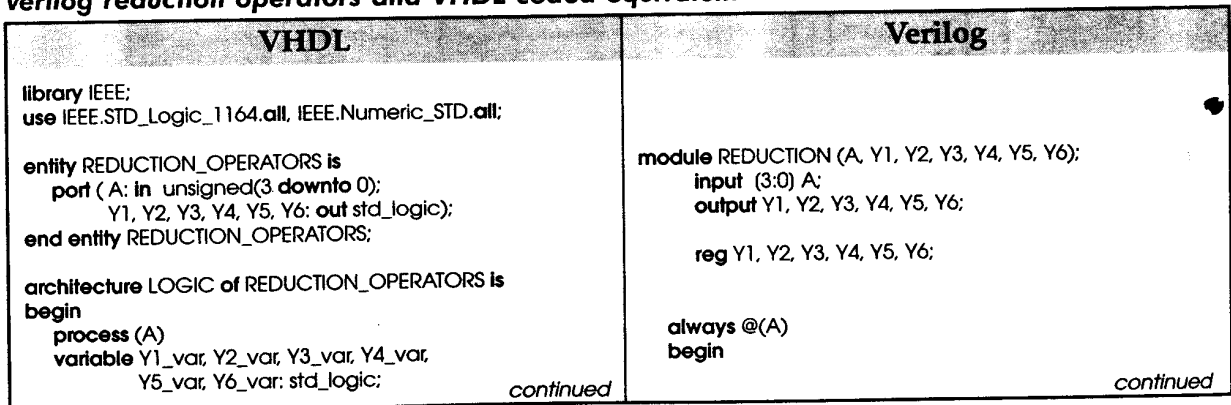 Verilog reduction operators and VHDL coded equivalent
VHDL
library IEEE;
use IEEE.STD_Logic_1164.all, IEEE.Numeric_STD.all;
entity REDUCTION_OPERATORS is
port ( A: in unsigned(3 downto 0);
Y1, Y2, Y3, Y4, Y5, Y6: out std_logic);
end entity REDUCTION_OPERATORS;
architecture LOGIC of REDUCTION_OPERATORS is
begin
process (A)
variable Y1_var, Y2_var, Y3_var, Y4_var,
Y5_var, Y6_var: std_logic;
continued
Verilog
module REDUCTION (A, Y1, Y2, Y3, Y4, Y5, Y6);
input (3:0) A;
output Y1, Y2, Y3, Y4, Y5, Y6;
reg Y1, Y2, Y3, Y4, Y5, Y6;
always @(A)
begin
continued